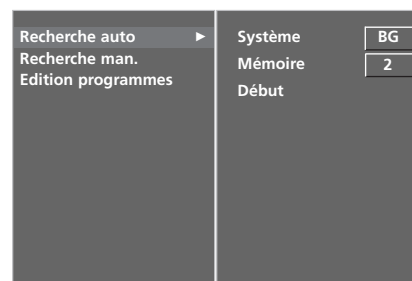 Recherche auto ►
Recherche man.
Edition programmes
Système BG
Mémoire 2
Début